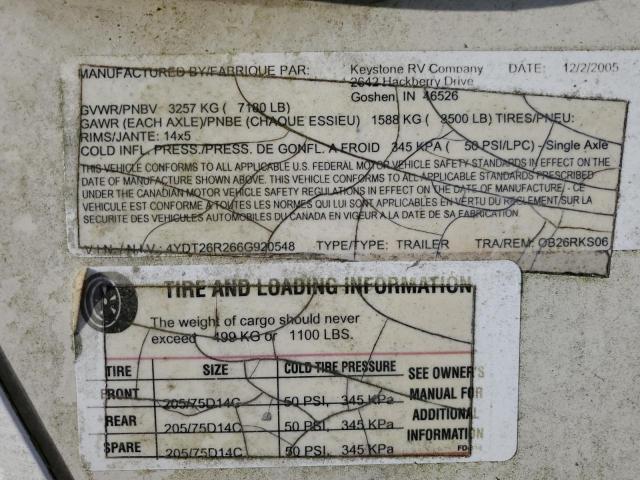 MANUFACTURED BY/FABRIQUE PAR: Keystone RV Company DATE: 12/2/2005
2642 Hackberry Drive
Goshen, IN 46526
GVWR/PNBV 3257 KG ( 7180 LB)
GAWR (EACH AXLE)/PNBE (CHAQUE ESSIEU) 1588 KG ( 3500 LB) TIRES/PNEU:
RIMS/JANTE: 14x5
COLD INFL. PRESS./PRESS. DE GONFL. A FROID 345 KPA ( 50 PSI/LPC) - Single Axle
THIS VEHICLE CONFORMS TO ALL APPLICABLE U.S. FEDERAL MOTOR VEHICLE SAFETY STANDARDS IN EFFECT ON THE
DATE OF MANUFACTURE SHOWN ABOVE. THIS VEHICLE CONFORMS TO ALL APPLICABLE STANDARDS PRESCRIBED
UNDER THE CANADIAN MOTOR VEHICLE SAFETY REGULATIONS IN EFFECT ON THE DATE OF MANUFACTURE - CE
VEHICULE EST CONFORME A TOUTES LES NORMES QUI LUI SONT APPLICABLES EN VERTU DU REGLEMENT SUR LA
SECURITE DES VEHICULES AUTOMOBILES DU CANADA EN VIGEUR A LA DATE DE SA FABRICATION.
V.I.N. / N.I.V.: 4YDT26R266G920548 TYPE/TYPE: TRAILER TRA/REM: OB26RKS06
TIRE AND LOADING INFORMATION
The weight of cargo should never
exceed 499 KG or 1100 LBS.
TIRE SIZE COLD TIRE PRESSURE SEE OWNER'S
FRONT 205/75D14C 50 PSI, 345 KPa MANUAL FOR
REAR 205/75D14C 50 PSI, 345 KPa ADDITIONAL
SPARE 205/75D14C 50 PSI, 345 KPa INFORMATION